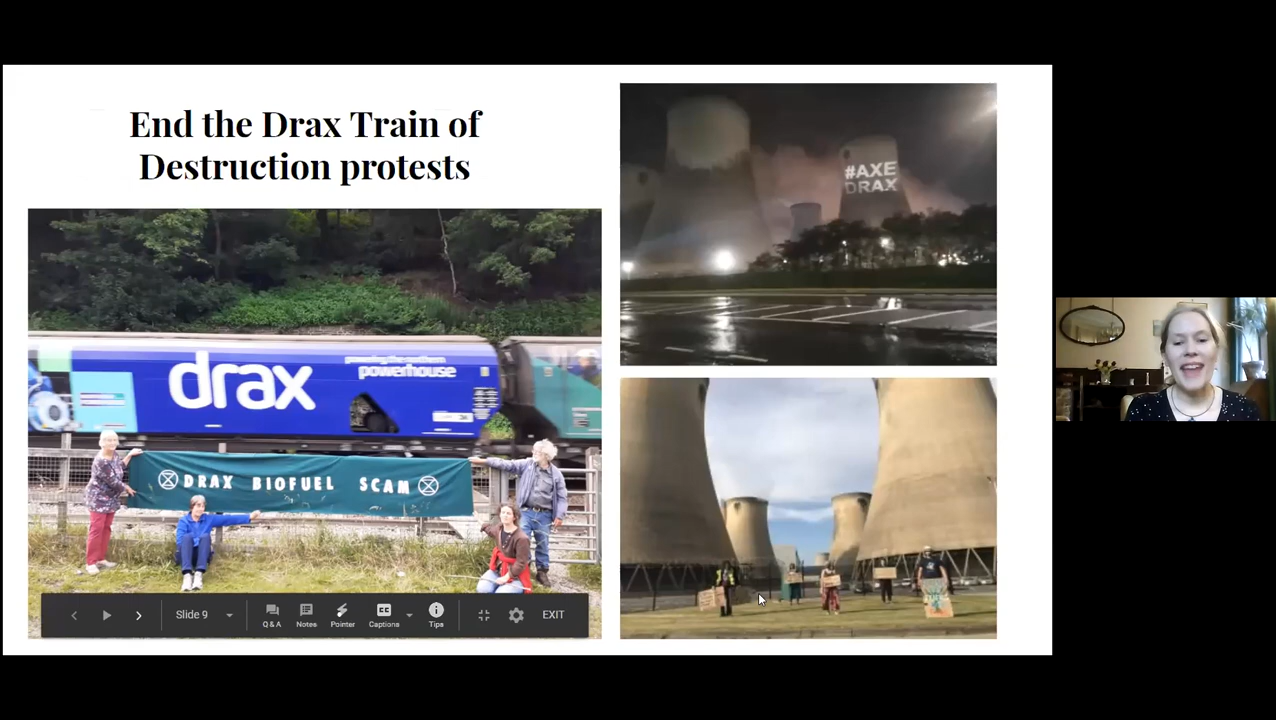 End the Drax Train of
Destruction protests
#AXE
DRAX
drax
powering the northern
powerhouse
DRAX BIOFUEL SCAM
Slide 9
Q & A
Notes
Pointer
Captions
Tips
EXIT